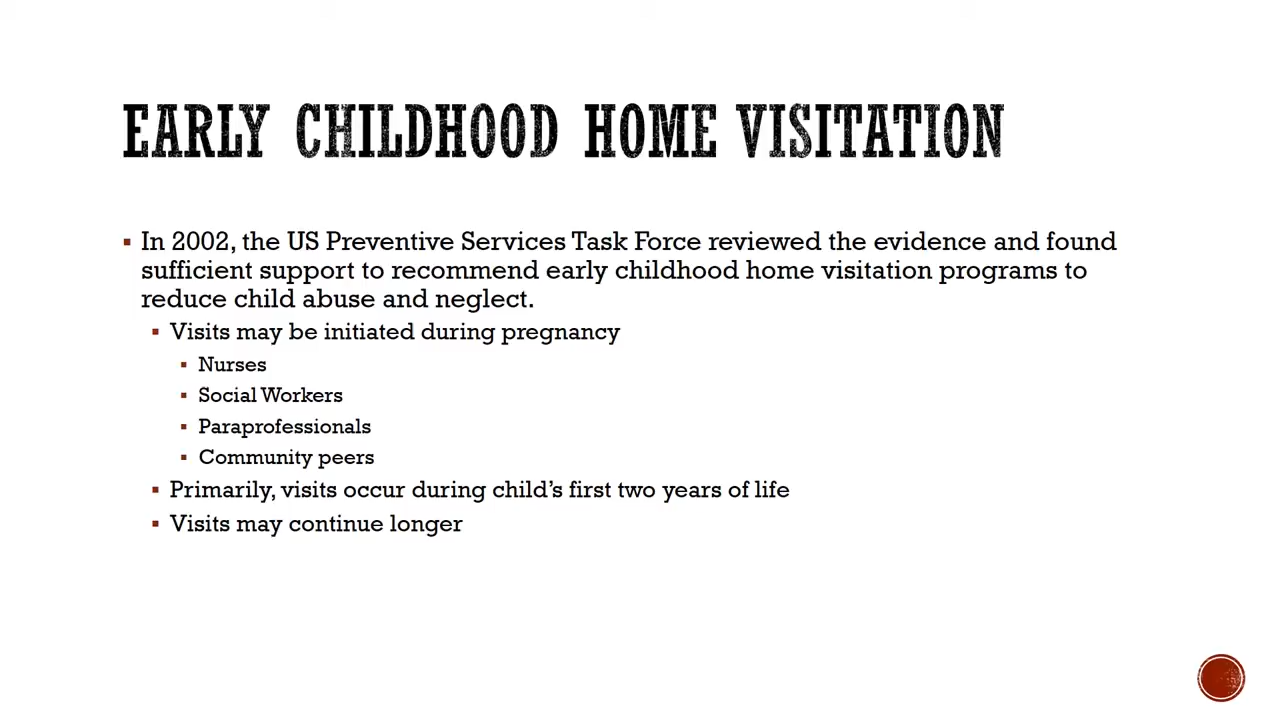 EARLY CHILDHOOD HOME VISITATION
In 2002, the US Preventive Services Task Force reviewed the evidence and found
sufficient support to recommend early childhood home visitation programs to
reduce child abuse and neglect.
Visits may be initiated during pregnancy
Nurses
Social Workers
Paraprofessionals
Community peers
Primarily, visits occur during child’s first two years of life
Visits may continue longer